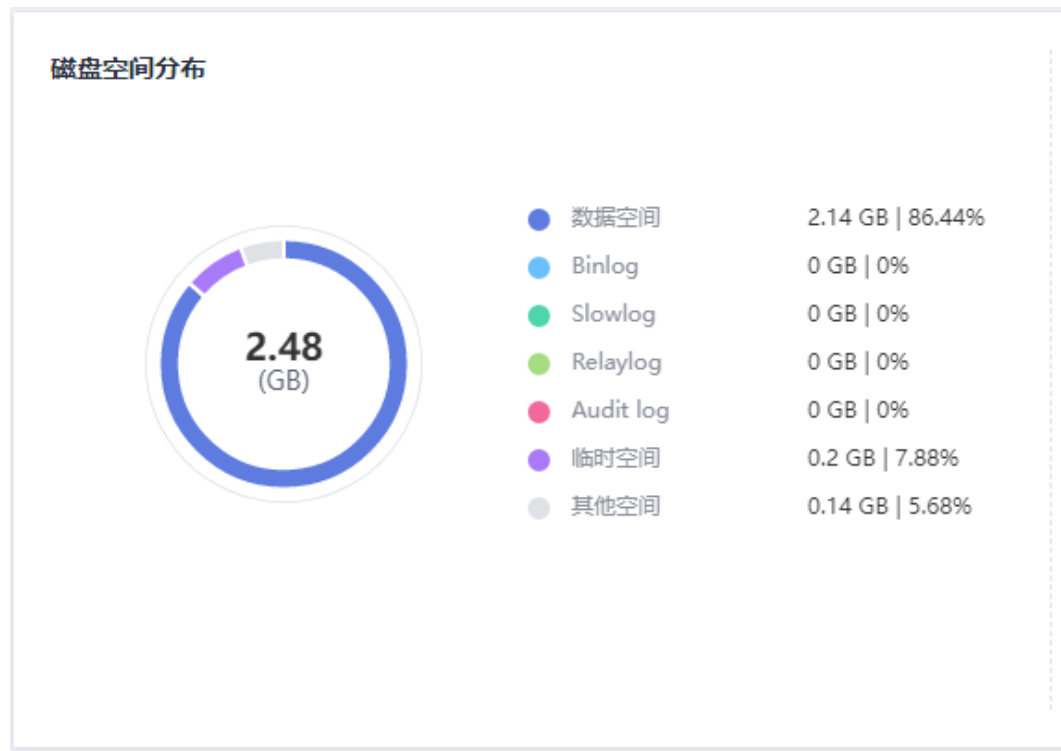 磁盘空间分布
2.48
(GB)
数据空间 2.14 GB | 86.44%
Binlog 0 GB | 0%
Slowlog 0 GB | 0%
Relaylog 0 GB | 0%
Audit log 0 GB | 0%
临时空间 0.2 GB | 7.88%
其他空间 0.14 GB | 5.68%